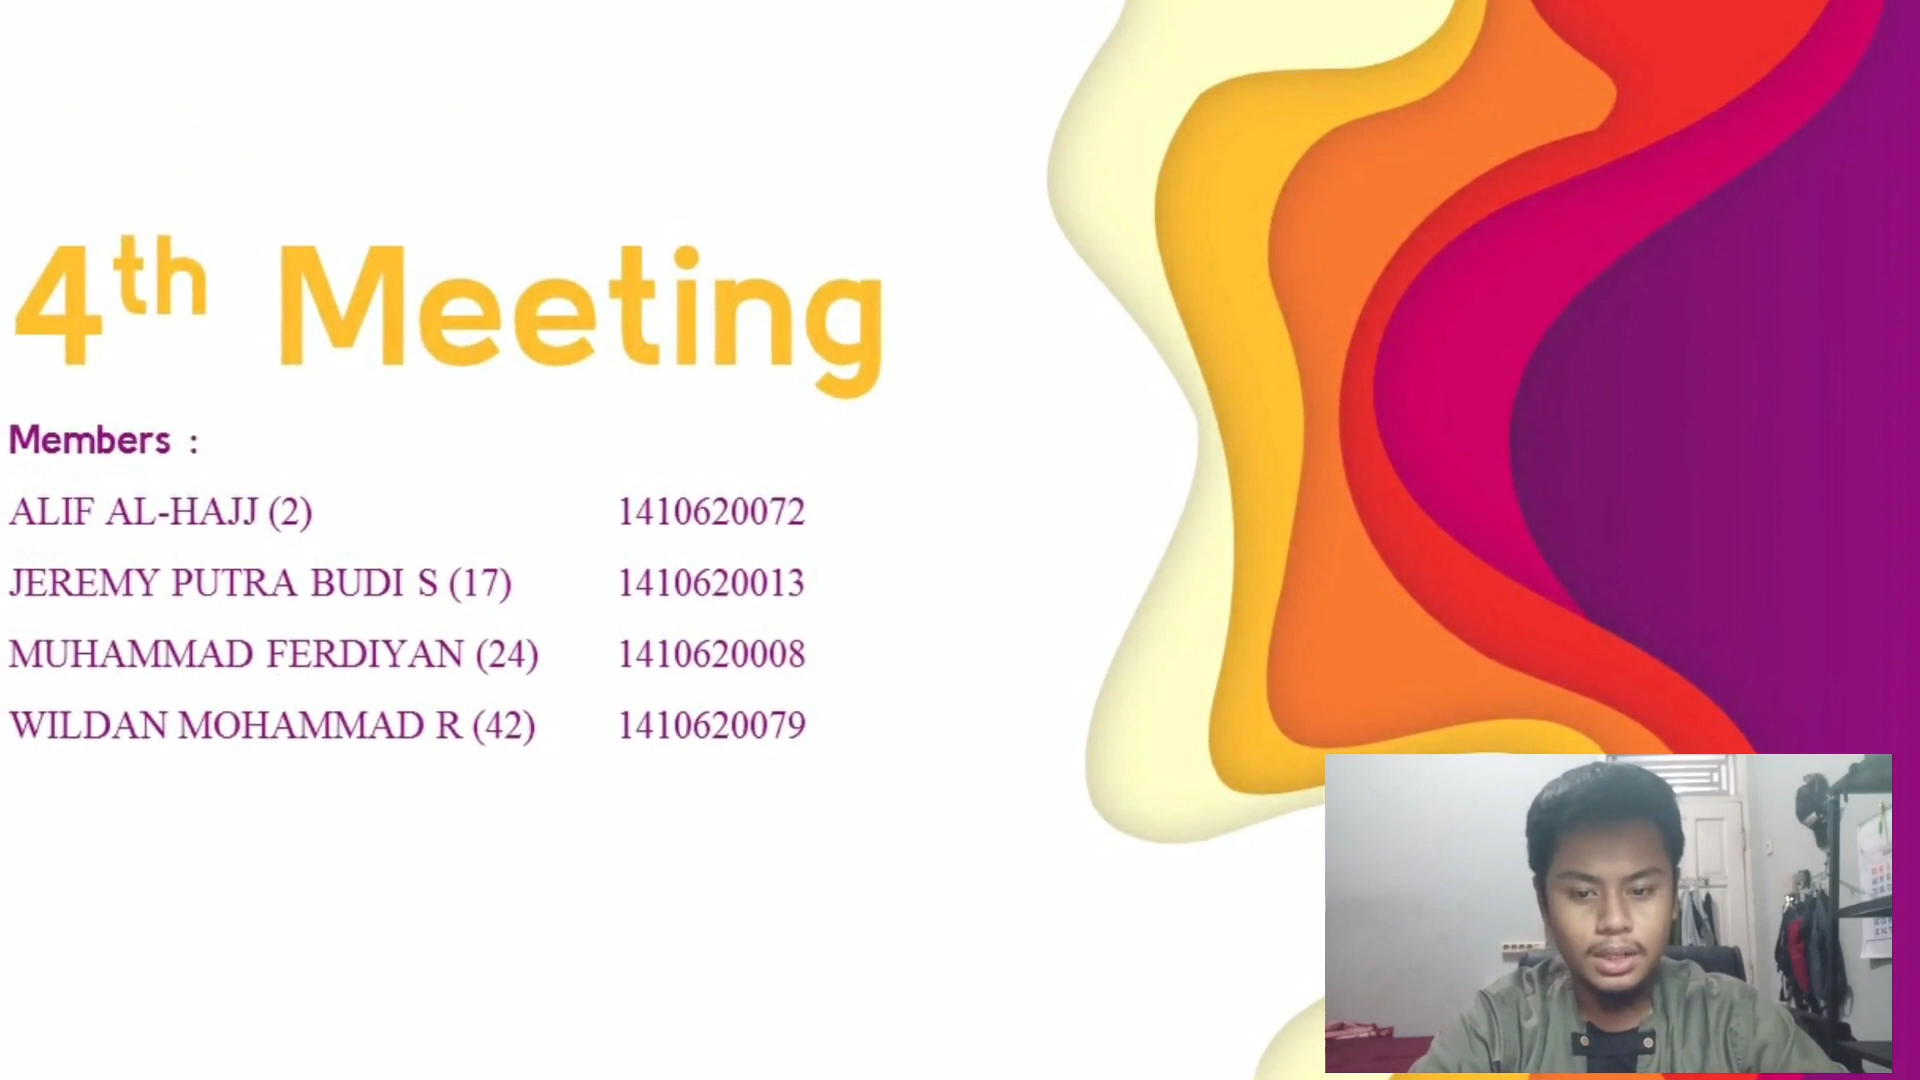 4th Meeting
Members :
ALIF AL-HAJJ (2) 1410620072
JEREMY PUTRA BUDI S (17) 1410620013
MUHAMMAD FERDIYAN (24) 1410620008
WILDAN MOHAMMAD R (42) 1410620079